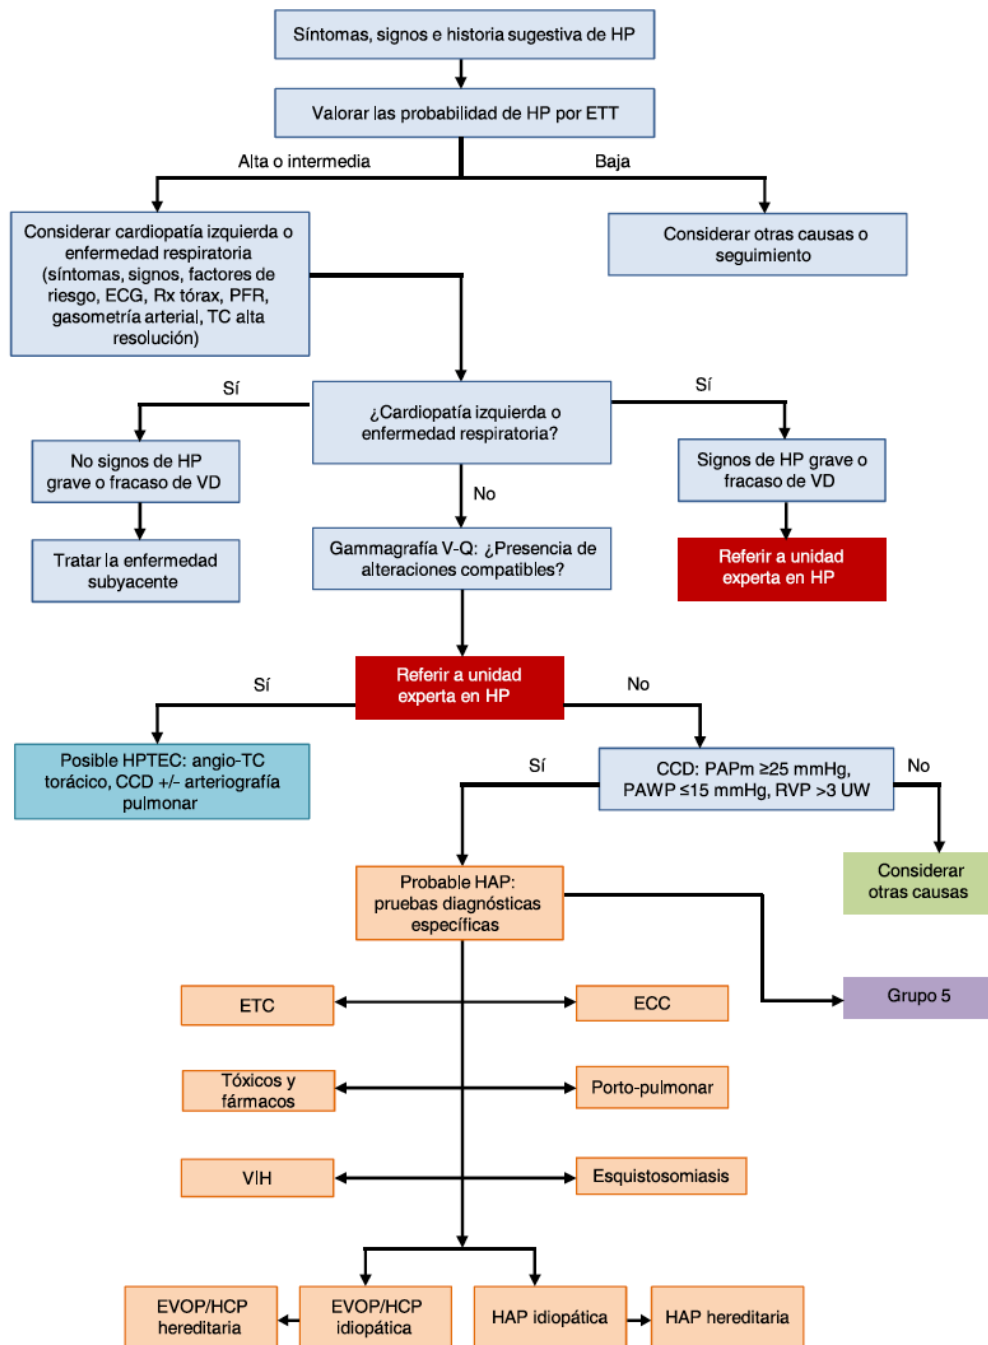 Síntomas, signos e historia sugestiva de HP
Valorar las probabilidad de HP por ETT
Alta o intermedia
Baja
Considerar cardiopatía izquierda o
enfermedad respiratoria
(síntomas, signos, factores de
riesgo, ECG, Rx tórax, PFR,
gasometría arterial, TC alta
resolución)
Considerar otras causas o
seguimiento
Sí
¿Cardiopatía izquierda o
enfermedad respiratoria?
Sí
No signos de HP
grave o fracaso de VD
Signos de HP grave o
fracaso de VD
No
Tratar la enfermedad
subyacente
Gammagrafía V-Q: ¿Presencia de
alteraciones compatibles?
Referir a unidad
experta en HP
Sí
Referir a unidad
experta en HP
No
Posible HPTEC: angio-TC
torácico, CCD +/− arteriografía
pulmonar
Sí
CCD: PAPm ≥25 mmHg,
PAWP ≤15 mmHg, RVP >3 UW
No
Probable HAP:
pruebas diagnósticas
específicas
Considerar
otras causas
ETC
ECC
Grupo 5
Tóxicos y
fármacos
Porto-pulmonar
VIH
Esquistosomiasis
EVOP/HCP
hereditaria
EVOP/HCP
idiopática
HAP idiopática
HAP hereditaria